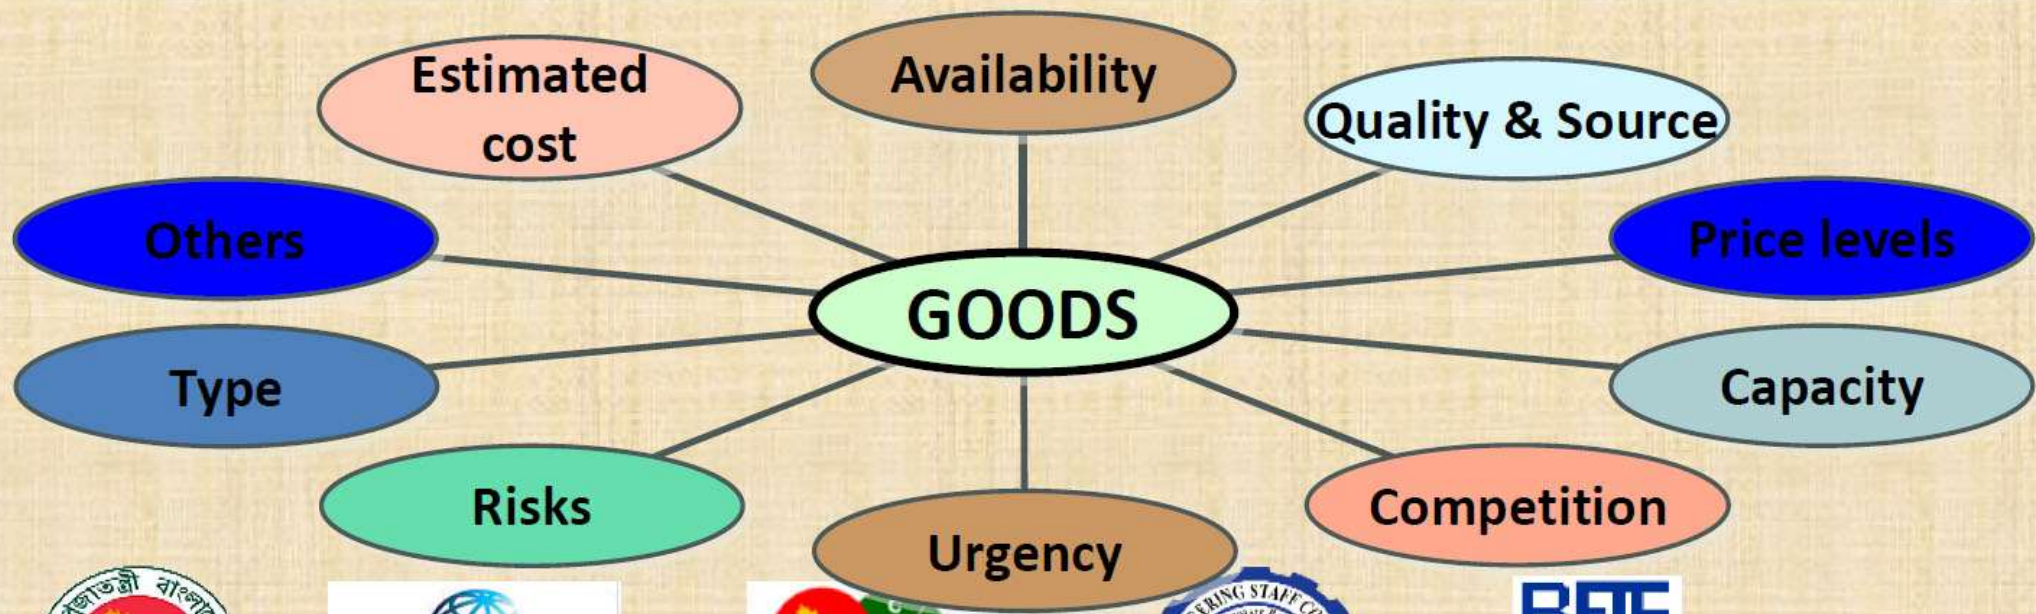 Estimated
cost
Availability
Quality & Source
Others
Price levels
GOODS
Type
Capacity
Risks
Competition
Urgency